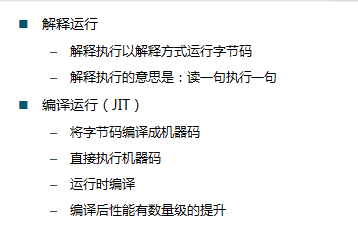 解释运行
– 解释执行以解释方式运行字节码
– 解释执行的意思是：读一句执行一句
编译运行（JIT）
– 将字节码编译成机器码
– 直接执行机器码
– 运行时编译
– 编译后性能有数量级的提升